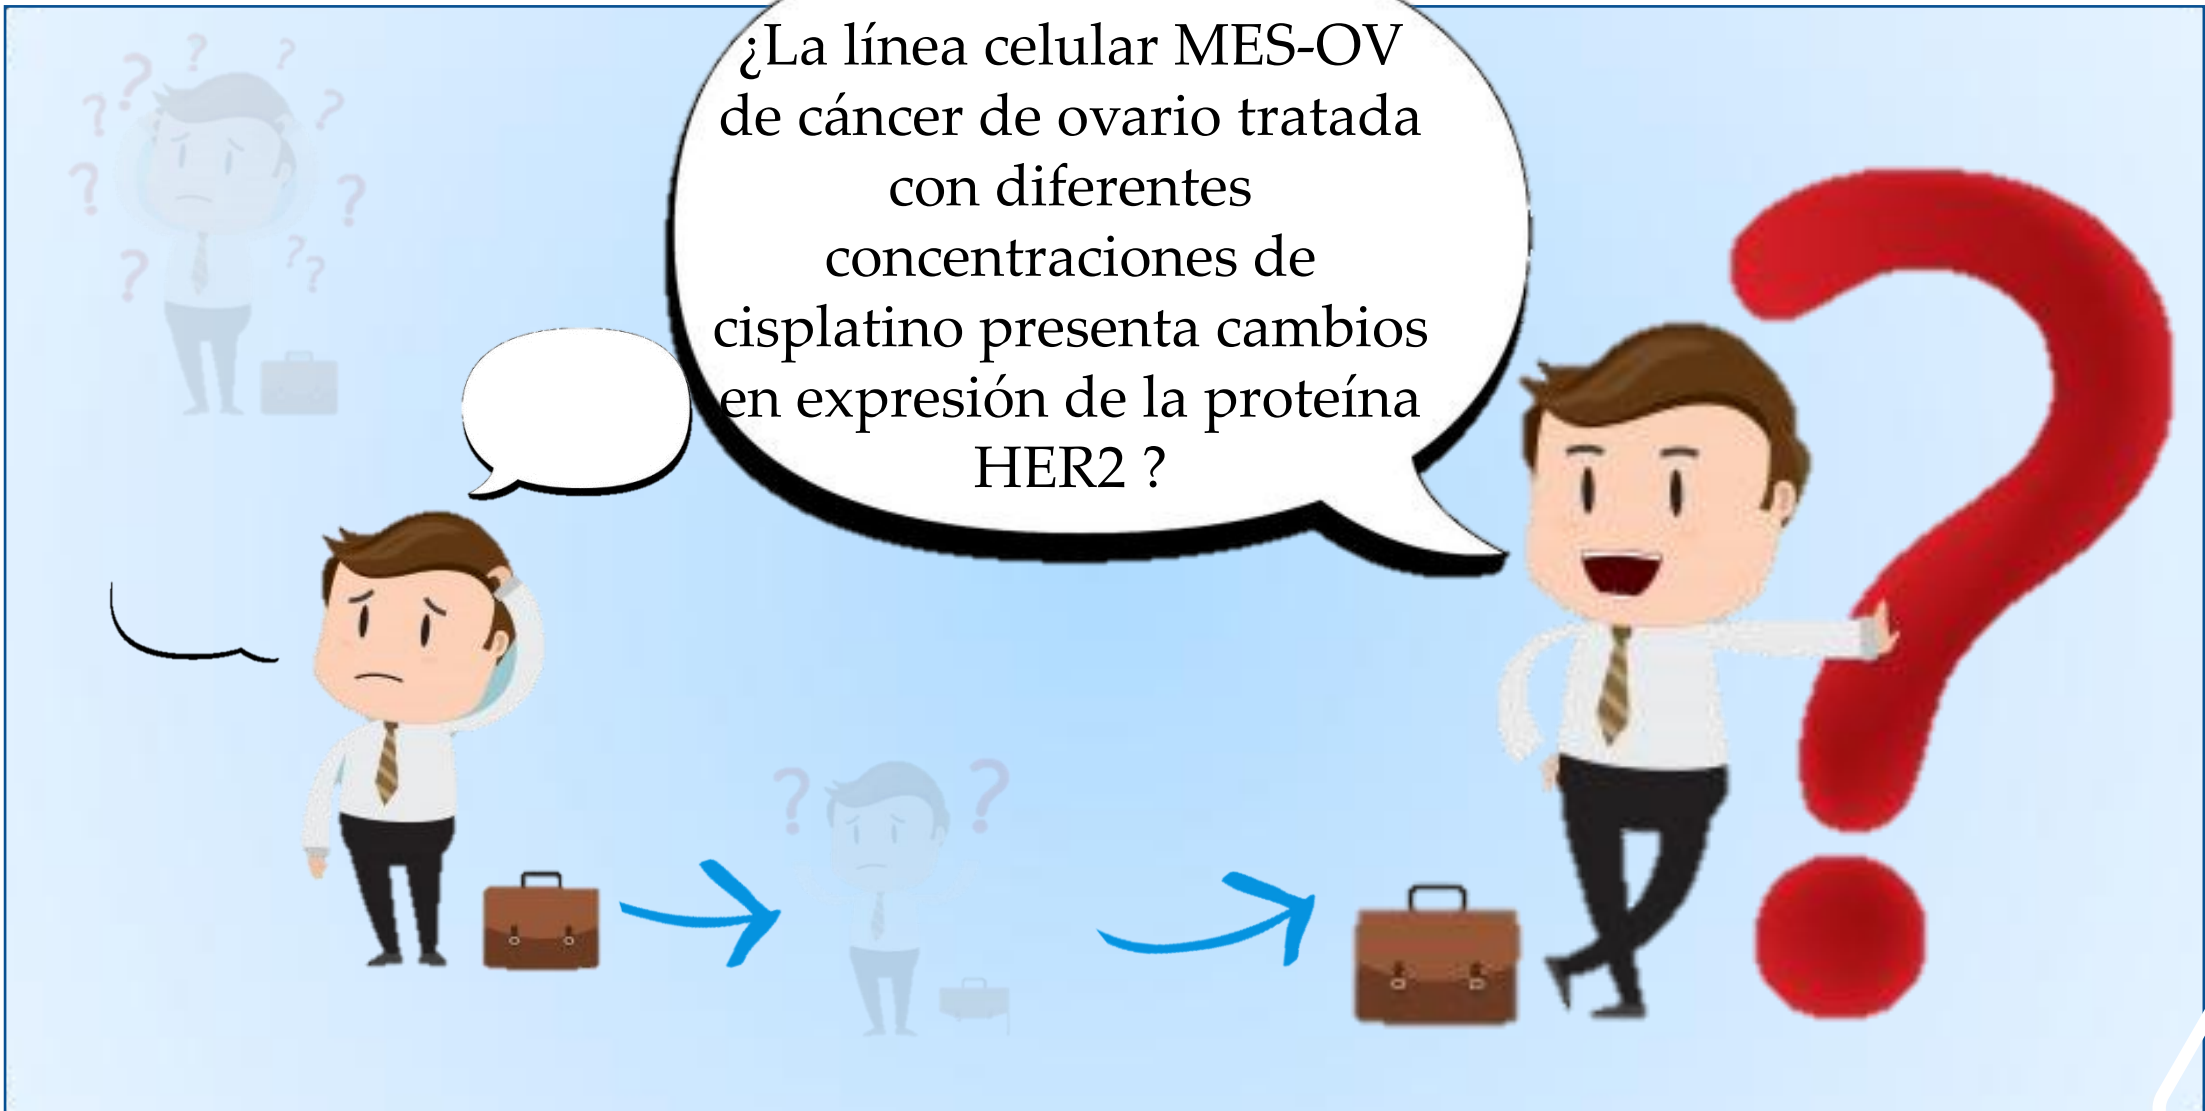 ¿La línea celular MES-OV
de cáncer de ovario tratada
con diferentes
concentraciones de
cisplatino presenta cambios
en expresión de la proteína
HER2 ?